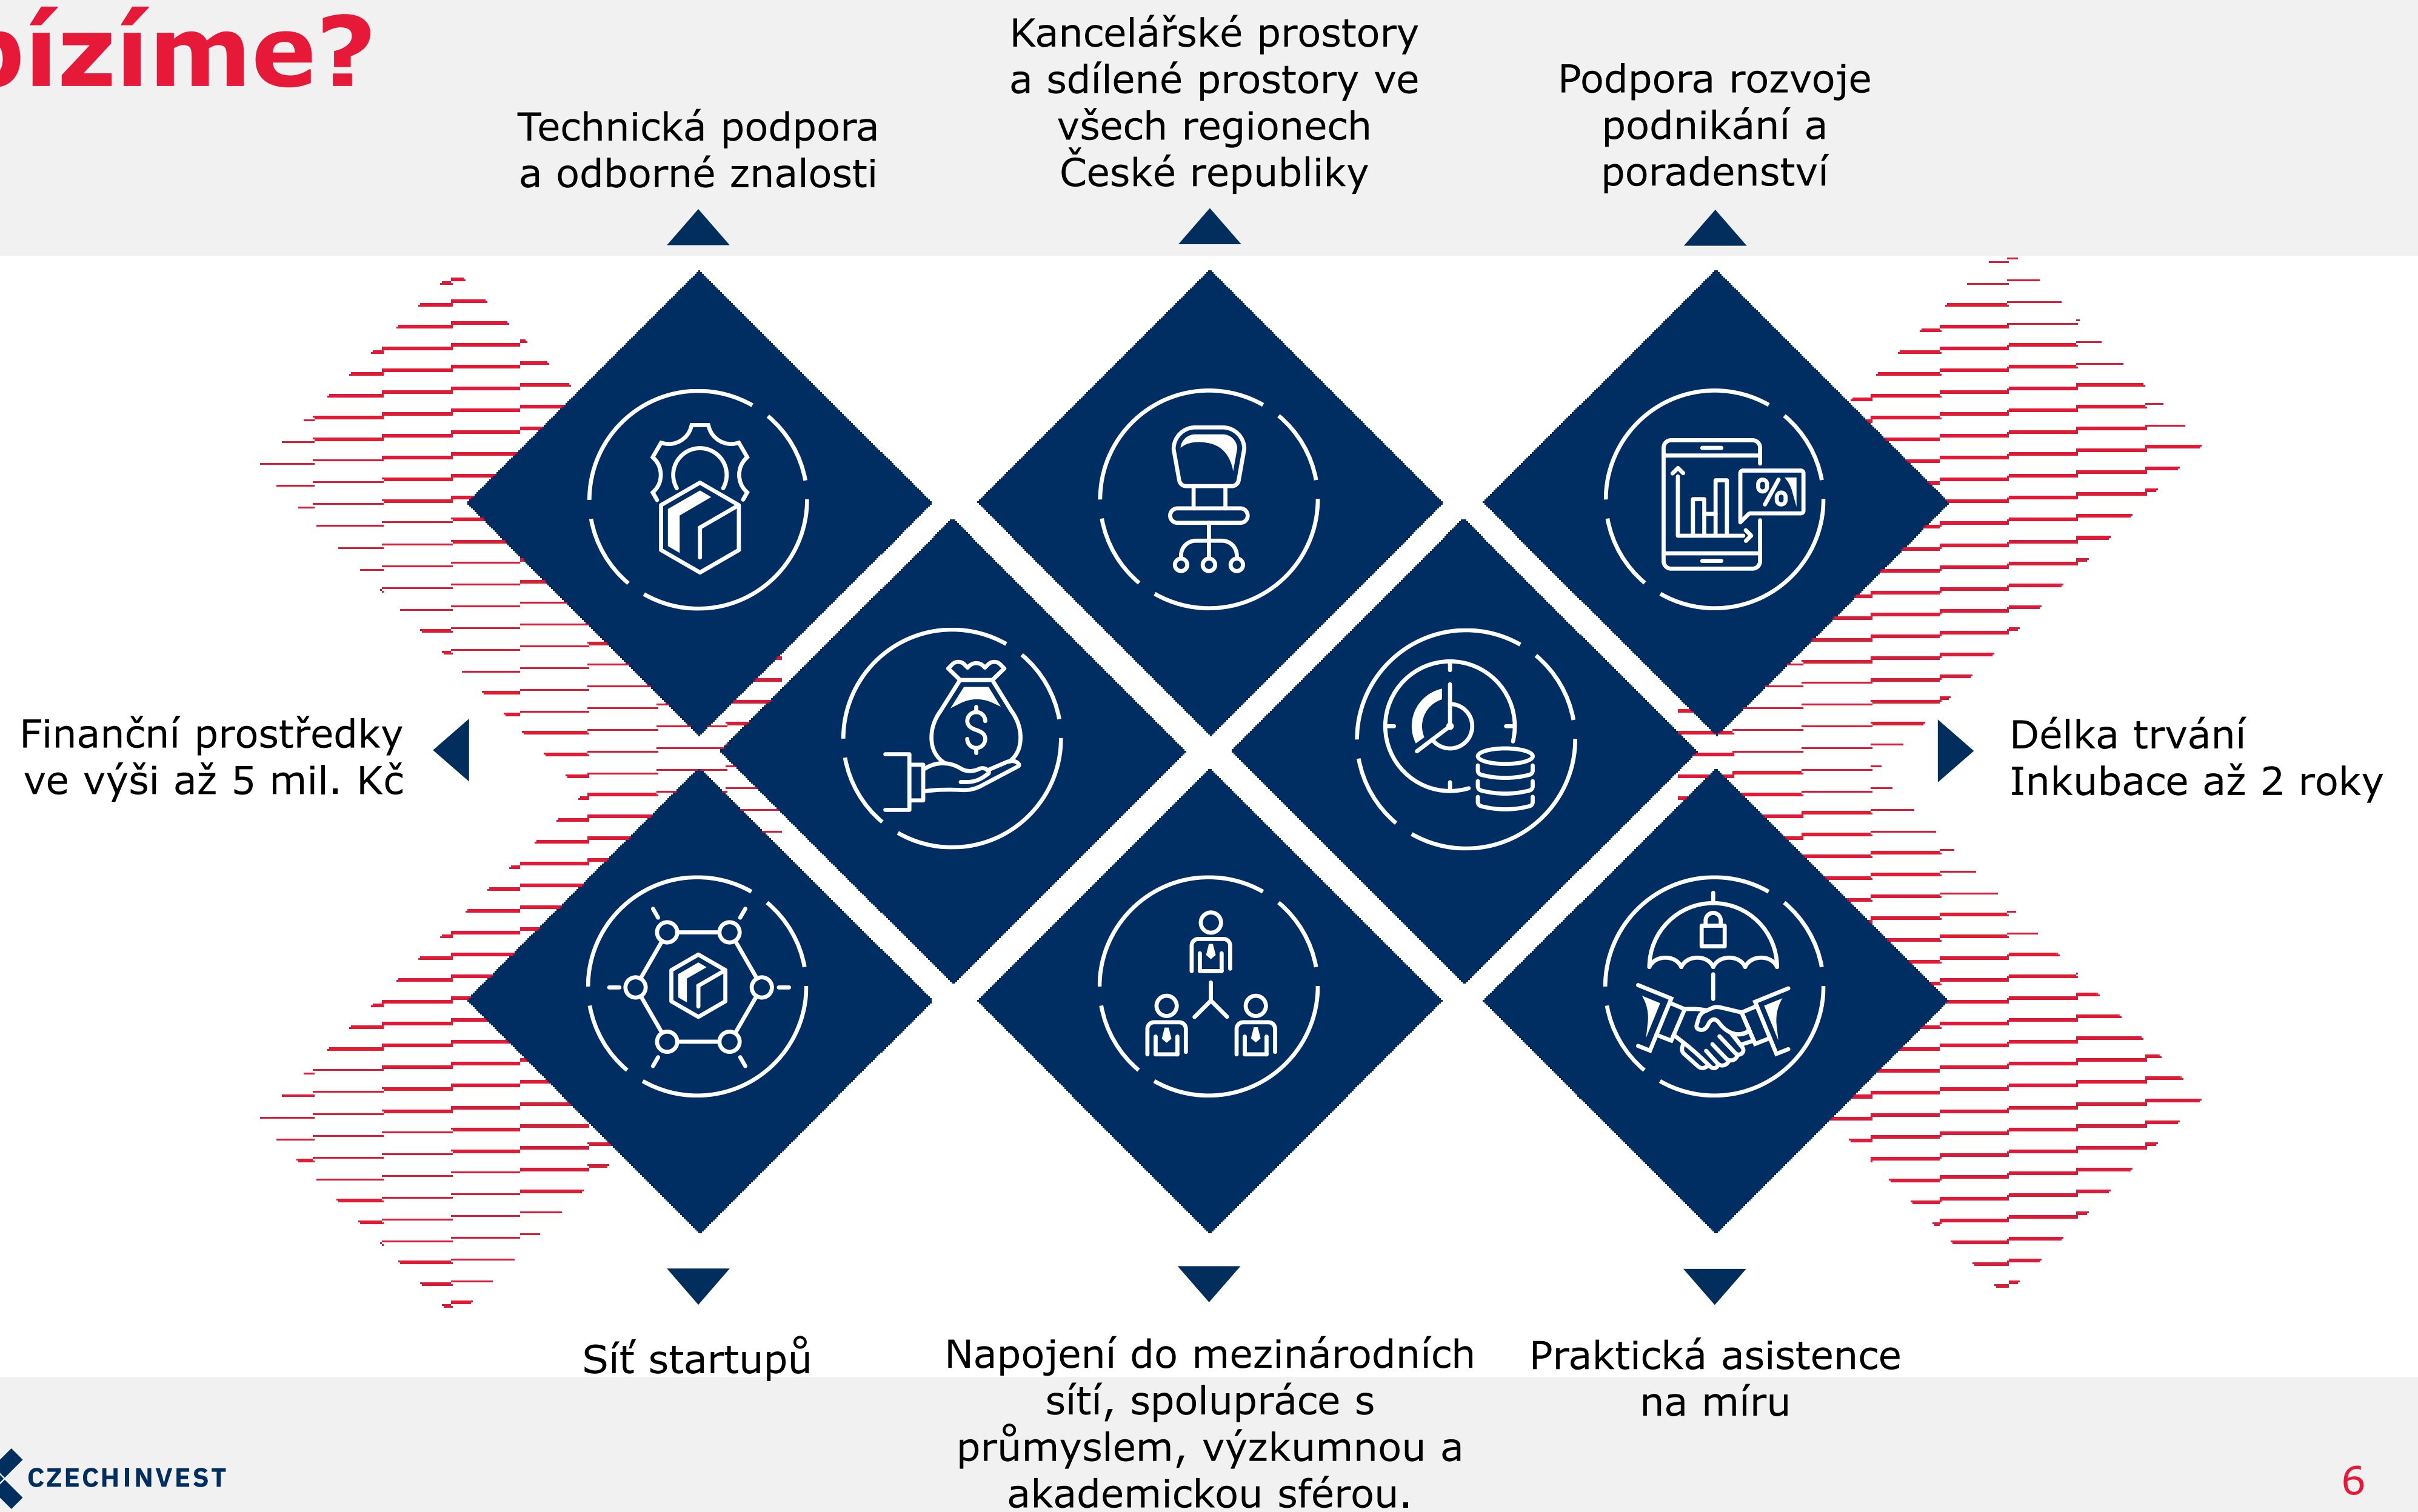 bízíme?
Technická podpora
a odborné znalosti
Kancelářské prostory
a sdílené prostory ve
všech regionech
České republiky
Podpora rozvoje
podnikání a
poradenství
%
$
Finanční prostředky
ve výši až 5 mil. Kč
Délka trvání
Inkubace až 2 roky
Síť startupů
Napojení do mezinárodních
sítí, spolupráce s
průmyslem, výzkumnou a
akademickou sférou.
Praktická asistence
na míru
CZECHINVEST
6